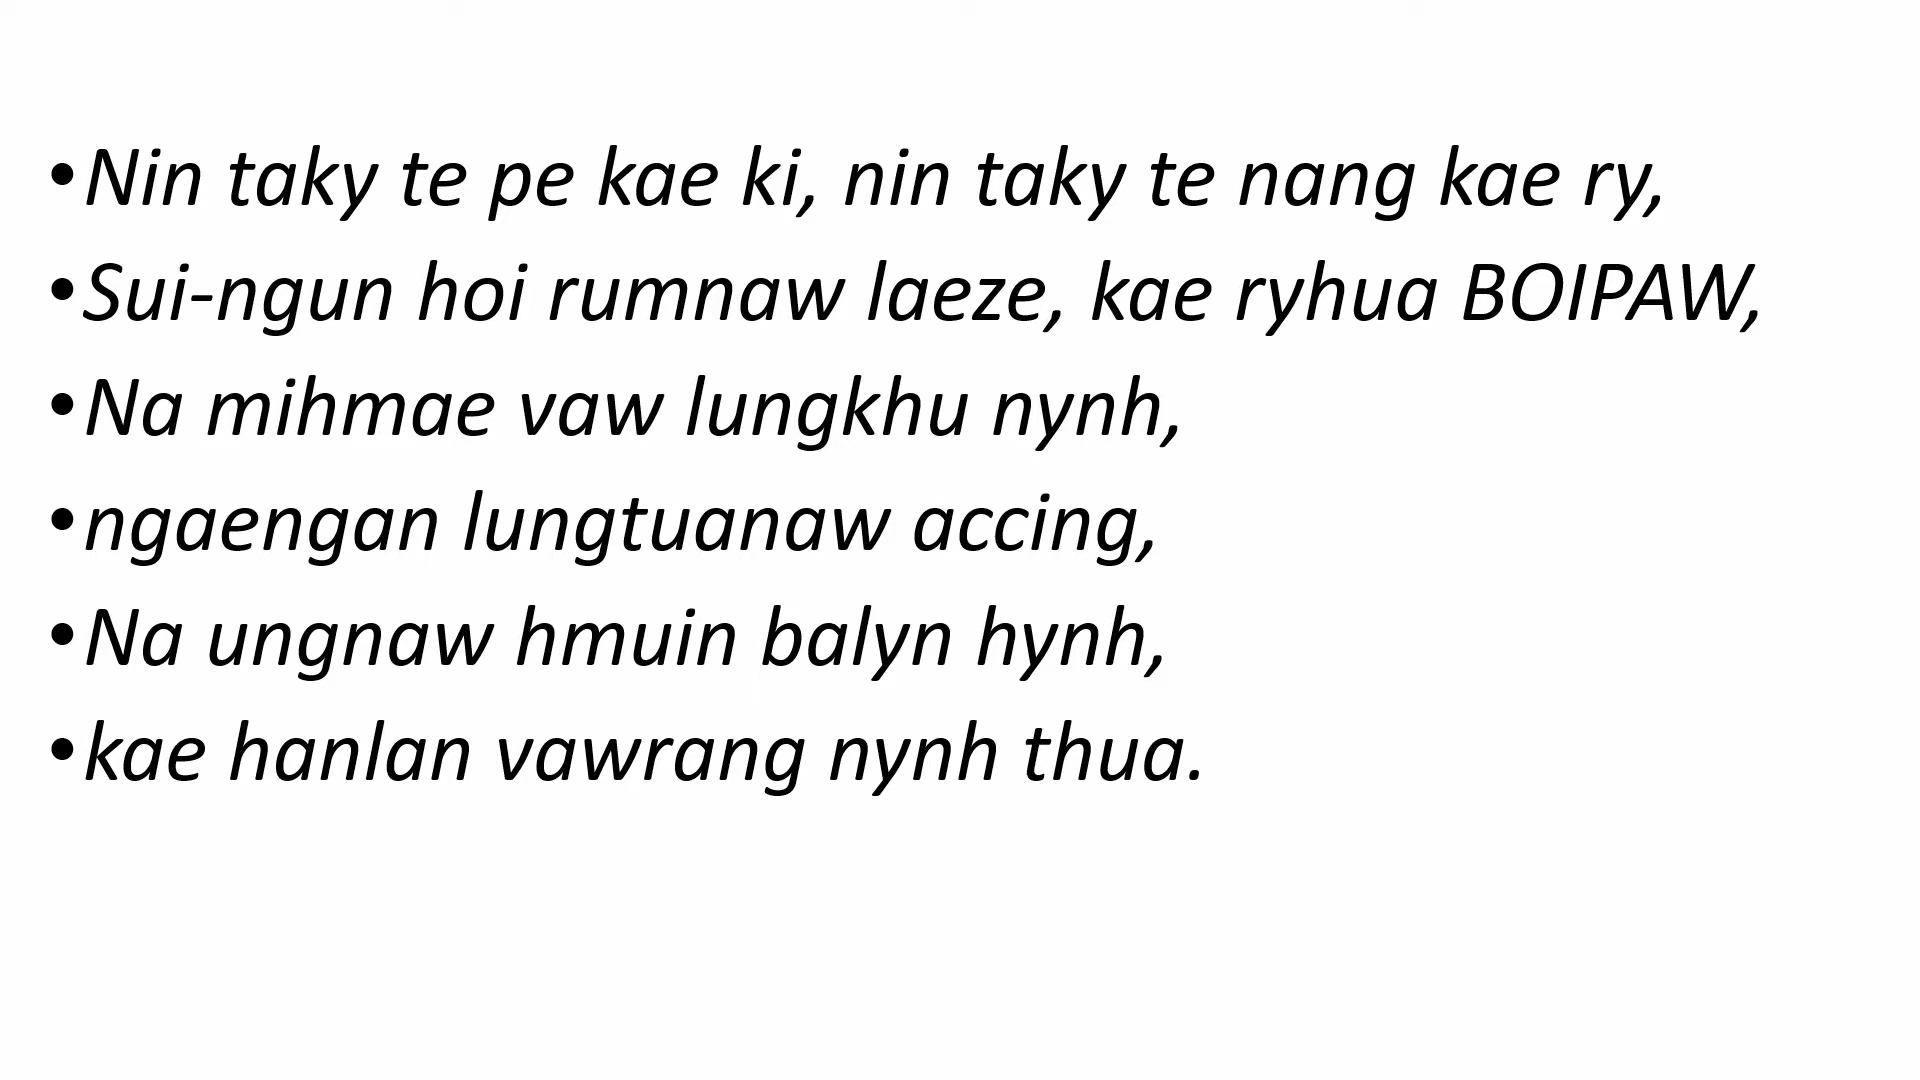 •Nin taky te pe kae ki, nin taky te nang kae ry,
•Sui-ngun hoi rumnaw laeze, kae ryhua BOIPAW,
•Na mihmae vaw lungkhu nynh,
•ngaengan lungtuanaw accing,
•Na ungnaw hmuin balyn hynh,
•kae hanlan vawrang nynh thua.